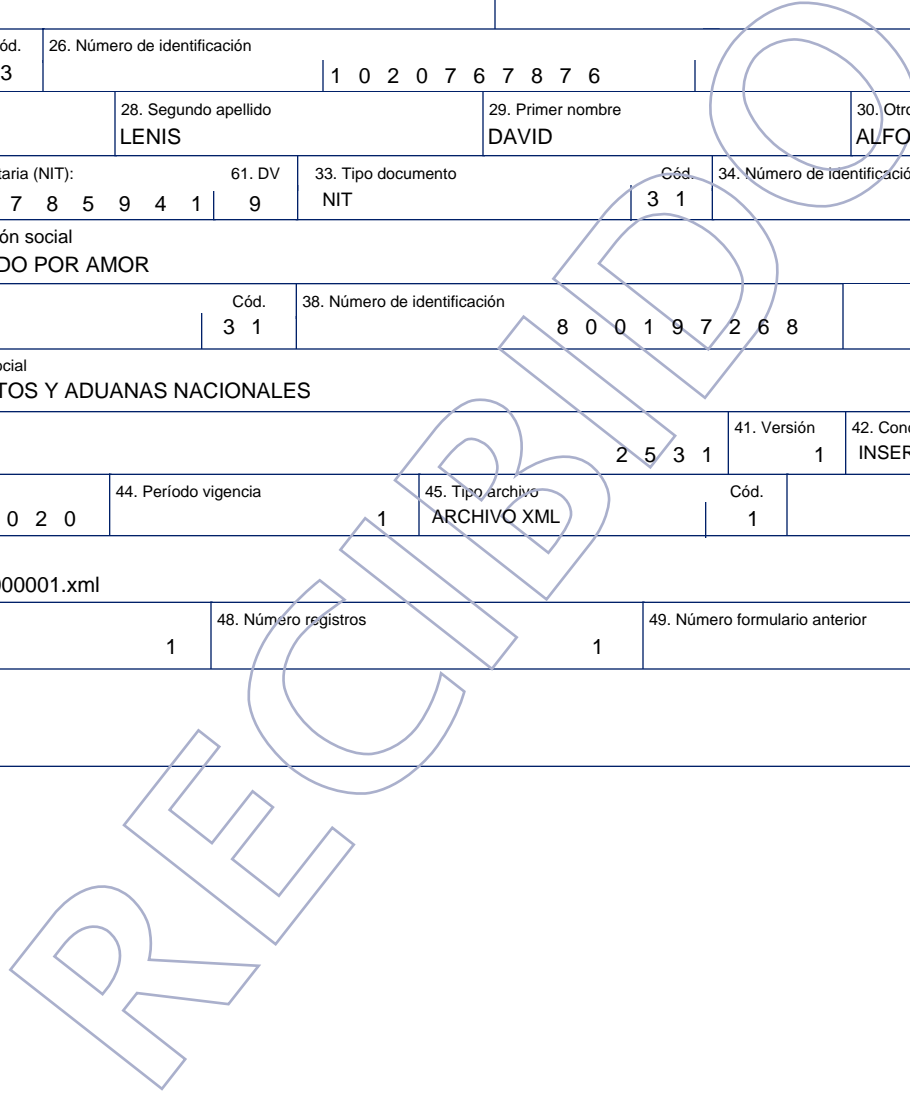 ód. 26. Número de identificación
3 1 0 2 0 7 6 7 8 7 6
28. Segundo apellido 29. Primer nombre 30. Otro
LENIS DAVID ALFO
taria (NIT): 61. DV 33. Tipo documento Cód. 34. Número de identificació
7 8 5 9 4 1 9 NIT 3 1
ón social
DO POR AMOR
Cód. 38. Número de identificación
3 1 8 0 0 1 9 7 2 6 8
ocial
TOS Y ADUANAS NACIONALES
41. Versión 42. Conc
2 5 3 1 1 INSER
44. Período vigencia 45. Tipo archivo Cód.
0 2 0 1 ARCHIVO XML 1
000001.xml
48. Número registros 49. Número formulario anterior
1 1
RECIBIDO